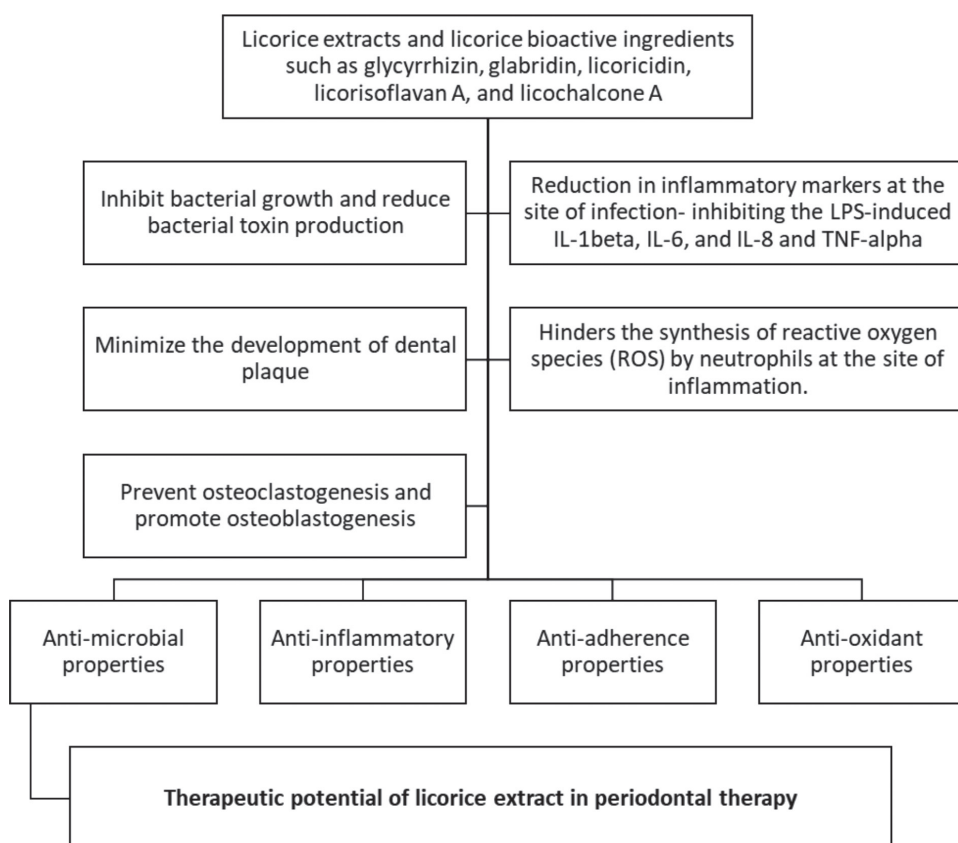 Licorice extracts and licorice bioactive ingredients
such as glycyrrhizin, glabridin, licoricidin,
licorisoflavan A, and licochalcone A
Inhibit bacterial growth and reduce
bacterial toxin production
Reduction in inflammatory markers at the
site of infection- inhibiting the LPS-induced
IL-1beta, IL-6, and IL-8 and TNF-alpha
Minimize the development of dental
plaque
Hinders the synthesis of reactive oxygen
species (ROS) by neutrophils at the site of
inflammation.
Prevent osteoclastogenesis and
promote osteoblastogenesis
Anti-microbial
properties
Anti-inflammatory
properties
Anti-adherence
properties
Anti-oxidant
properties
Therapeutic potential of licorice extract in periodontal therapy